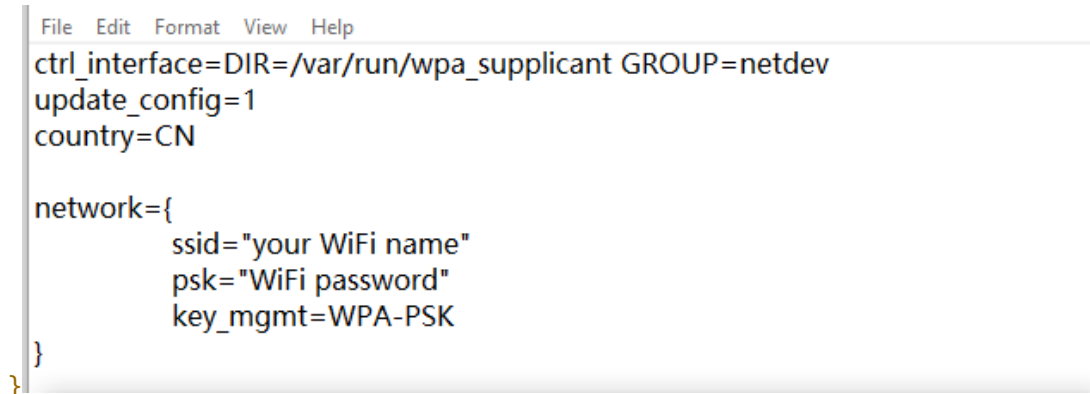 File Edit Format View Help
ctrl_interface=DIR=/var/run/wpa_supplicant GROUP=netdev
update_config=1
country=CN
network={
ssid="your WiFi name"
psk="WiFi password"
key_mgmt=WPA-PSK
}
}